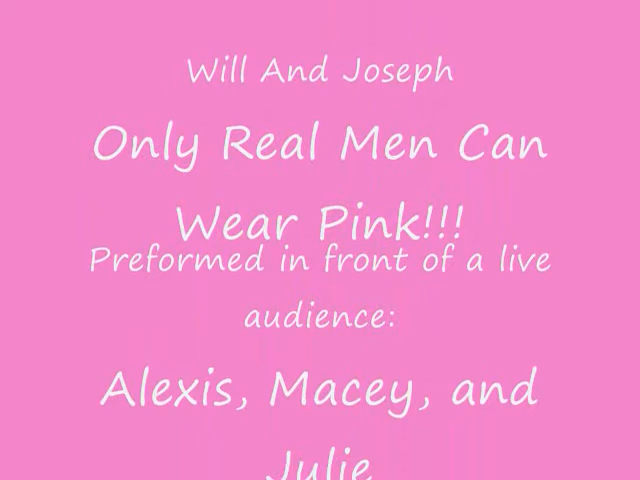 Will And Joseph
Only Real Men Can
Wear Pink!!!
Preformed in front of a live
audience:
Alexis, Macey, and
Julie